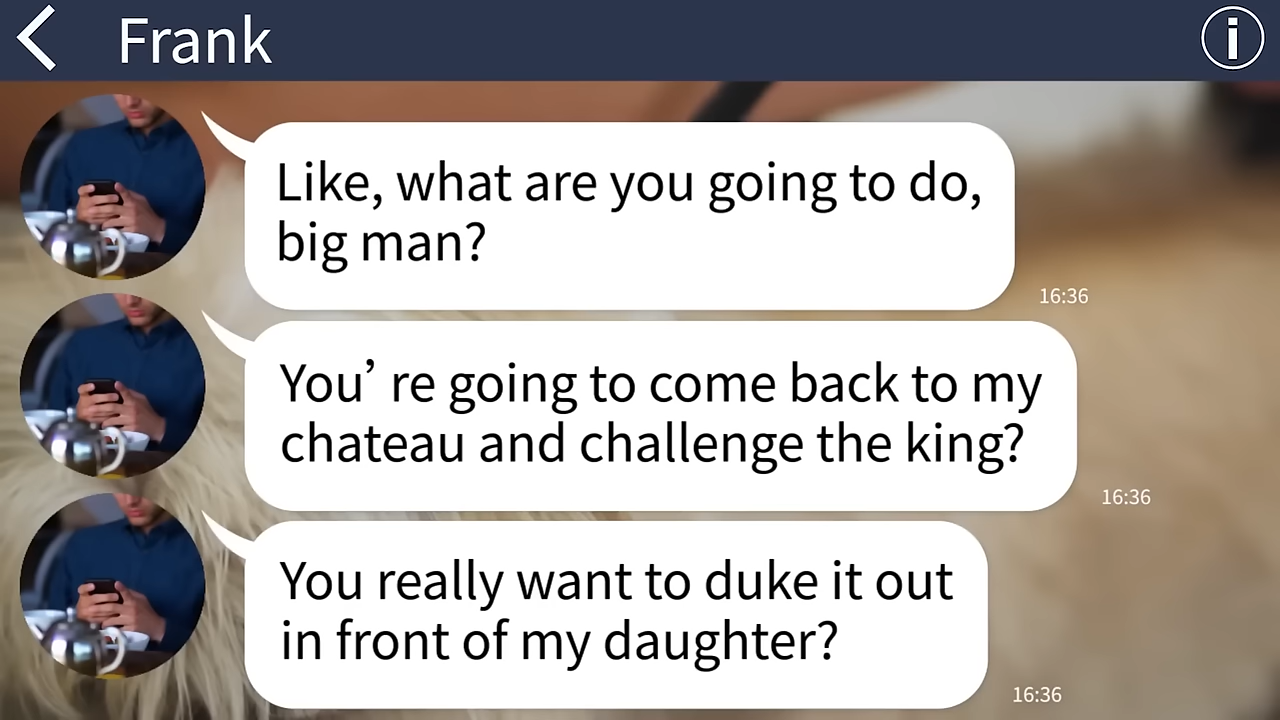 Frank
Like, what are you going to do,
big man?
16:36
You’ re going to come back to my
chateau and challenge the king?
16:36
You really want to duke it out
in front of my daughter?
16:36